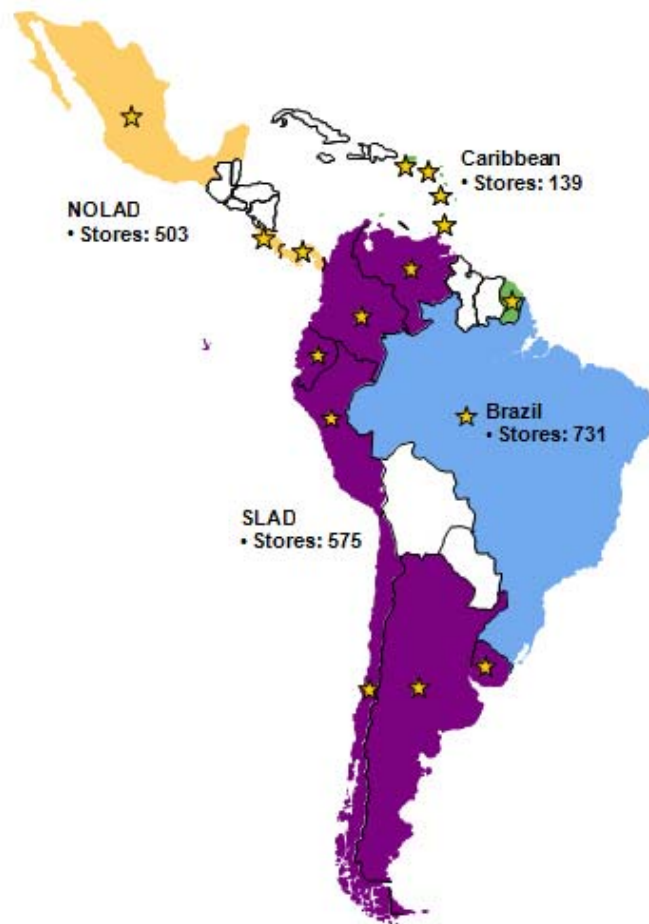 Caribbean
• Stores: 139
NOLAD
• Stores: 503
Brazil
• Stores: 731
SLAD
• Stores: 575